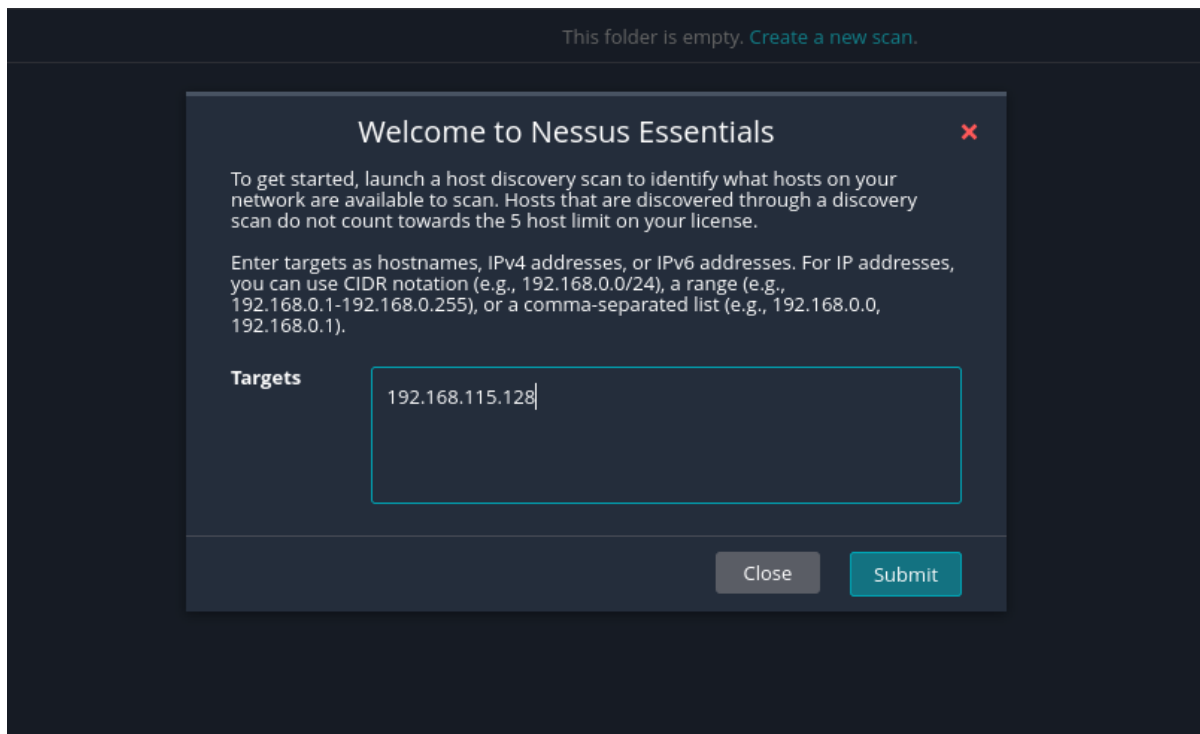 This folder is empty. Create a new scan.
Welcome to Nessus Essentials
To get started, launch a host discovery scan to identify what hosts on your
network are available to scan. Hosts that are discovered through a discovery
scan do not count towards the 5 host limit on your license.
Enter targets as hostnames, IPv4 addresses, or IPv6 addresses. For IP addresses,
you can use CIDR notation (e.g., 192.168.0.0/24), a range (e.g.,
192.168.0.1-192.168.0.255), or a comma-separated list (e.g., 192.168.0.0,
192.168.0.1).
Targets
192.168.115.128
Close
Submit